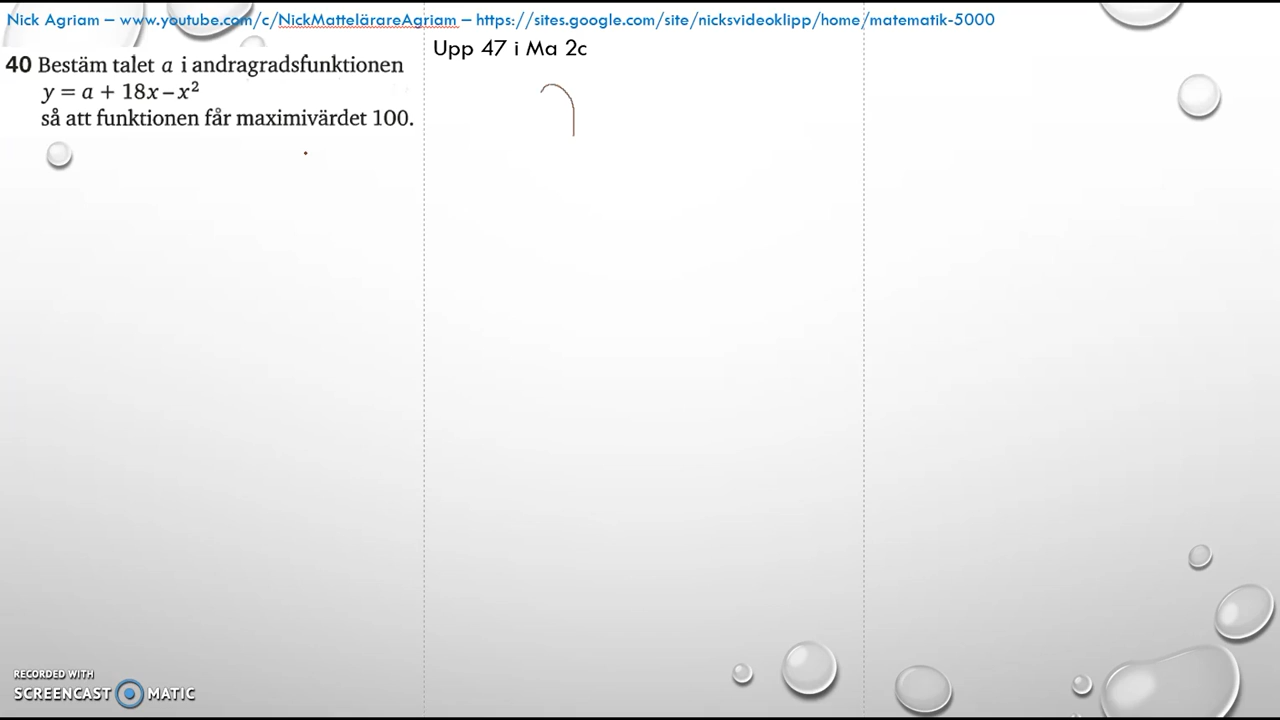 Nick Agriam – www.youtube.com/c/NickMattelärareAgriam – https://sites.google.com/site/nicksvideoklipp/home/matematik-5000
Upp 47 i Ma 2c
40 Bestäm talet a i andragradsfunktionen
y = a + 18x – x²
så att funktionen får maximivärdet 100.
RECORDED WITH
SCREENCAST MATIC